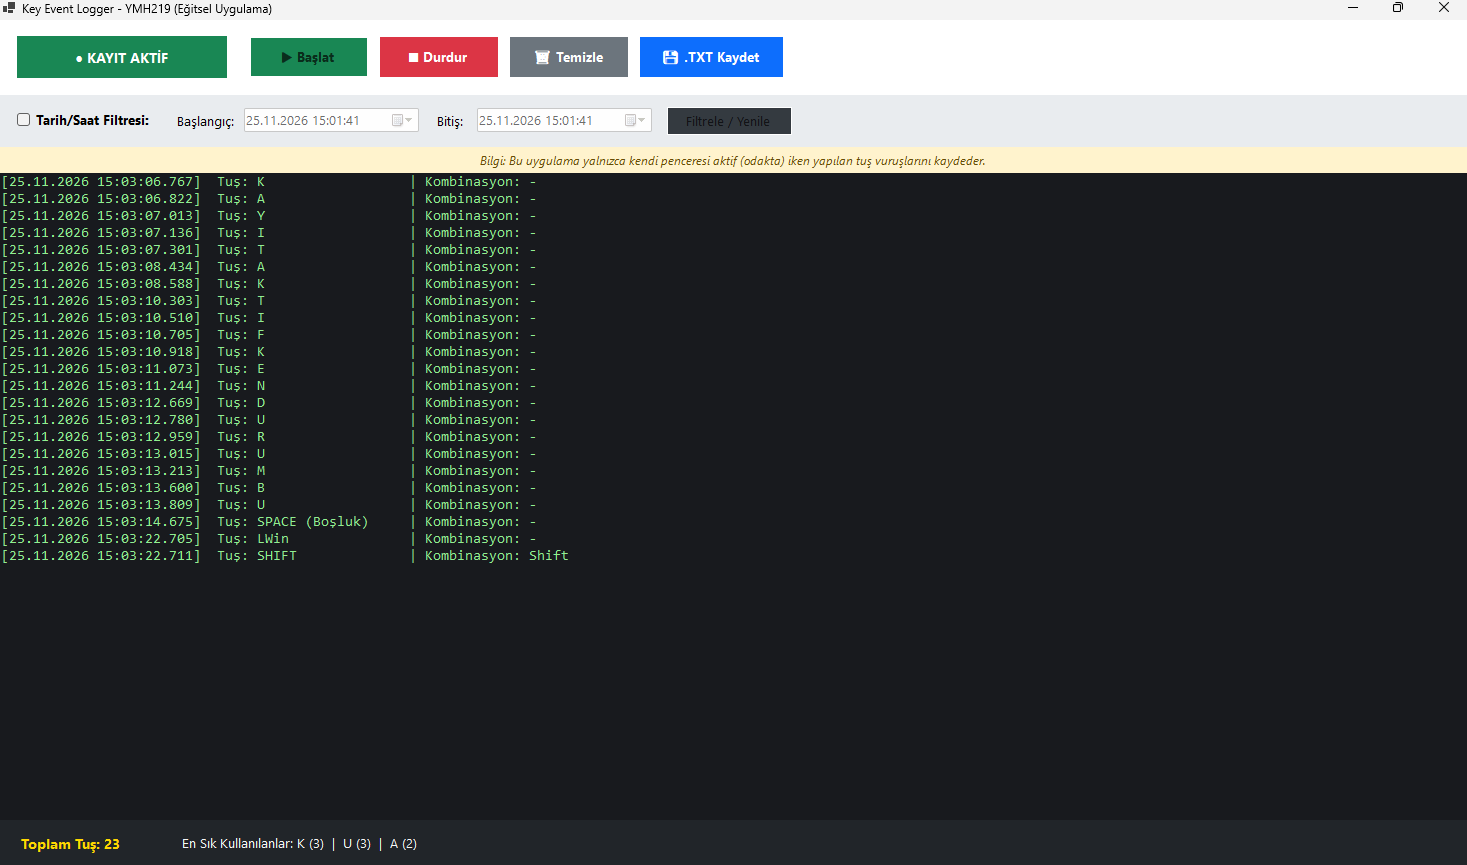 Key Event Logger - YMH219 (Eğitsel Uygulama)
● KAYIT AKTİF
▶ Başlat
■ Durdur
Temizle
.TXT Kaydet
Tarih/Saat Filtresi:
Başlangıç:
25.11.2026 15:01:41
Bitiş:
25.11.2026 15:01:41
Filtrele / Yenile
Bilgi: Bu uygulama yalnızca kendi penceresi aktif (odakta) iken yapılan tuş vuruşlarını kaydeder.
[25.11.2026 15:03:06.767]  Tuş: K | Kombinasyon: -
[25.11.2026 15:03:06.822]  Tuş: A | Kombinasyon: -
[25.11.2026 15:03:07.013]  Tuş: Y | Kombinasyon: -
[25.11.2026 15:03:07.136]  Tuş: I | Kombinasyon: -
[25.11.2026 15:03:07.301]  Tuş: T | Kombinasyon: -
[25.11.2026 15:03:08.434]  Tuş: A | Kombinasyon: -
[25.11.2026 15:03:08.588]  Tuş: K | Kombinasyon: -
[25.11.2026 15:03:10.303]  Tuş: T | Kombinasyon: -
[25.11.2026 15:03:10.510]  Tuş: I | Kombinasyon: -
[25.11.2026 15:03:10.705]  Tuş: F | Kombinasyon: -
[25.11.2026 15:03:10.918]  Tuş: K | Kombinasyon: -
[25.11.2026 15:03:11.073]  Tuş: E | Kombinasyon: -
[25.11.2026 15:03:11.244]  Tuş: N | Kombinasyon: -
[25.11.2026 15:03:12.669]  Tuş: D | Kombinasyon: -
[25.11.2026 15:03:12.780]  Tuş: U | Kombinasyon: -
[25.11.2026 15:03:12.959]  Tuş: R | Kombinasyon: -
[25.11.2026 15:03:13.015]  Tuş: U | Kombinasyon: -
[25.11.2026 15:03:13.213]  Tuş: M | Kombinasyon: -
[25.11.2026 15:03:13.600]  Tuş: B | Kombinasyon: -
[25.11.2026 15:03:13.809]  Tuş: U | Kombinasyon: -
[25.11.2026 15:03:14.675]  Tuş: SPACE (Boşluk) | Kombinasyon: -
[25.11.2026 15:03:22.705]  Tuş: LWin | Kombinasyon: -
[25.11.2026 15:03:22.711]  Tuş: SHIFT | Kombinasyon: Shift
Toplam Tuş: 23
En Sık Kullanılanlar: K (3) | U (3) | A (2)